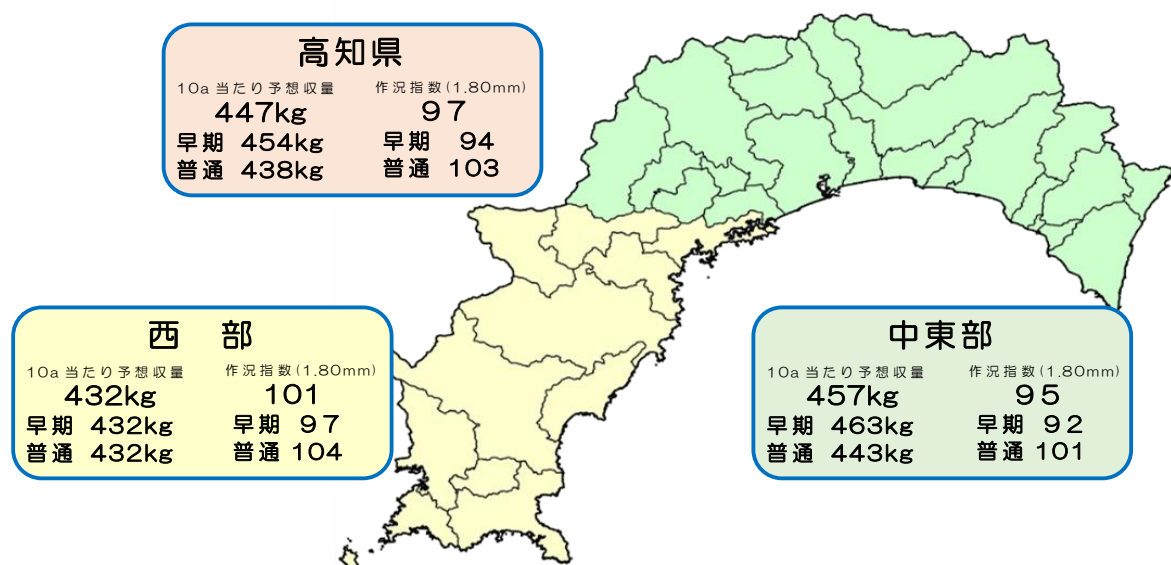 高知県
10a当たり予想収量 作況指数(1.80mm)
447kg 97
早期 454kg 早期 94
普通 438kg 普通 103
西 部
10a当たり予想収量 作況指数(1.80mm)
432kg 101
早期 432kg 早期 97
普通 432kg 普通 104
中東部
10a当たり予想収量 作況指数(1.80mm)
457kg 95
早期 463kg 早期 92
普通 443kg 普通 101